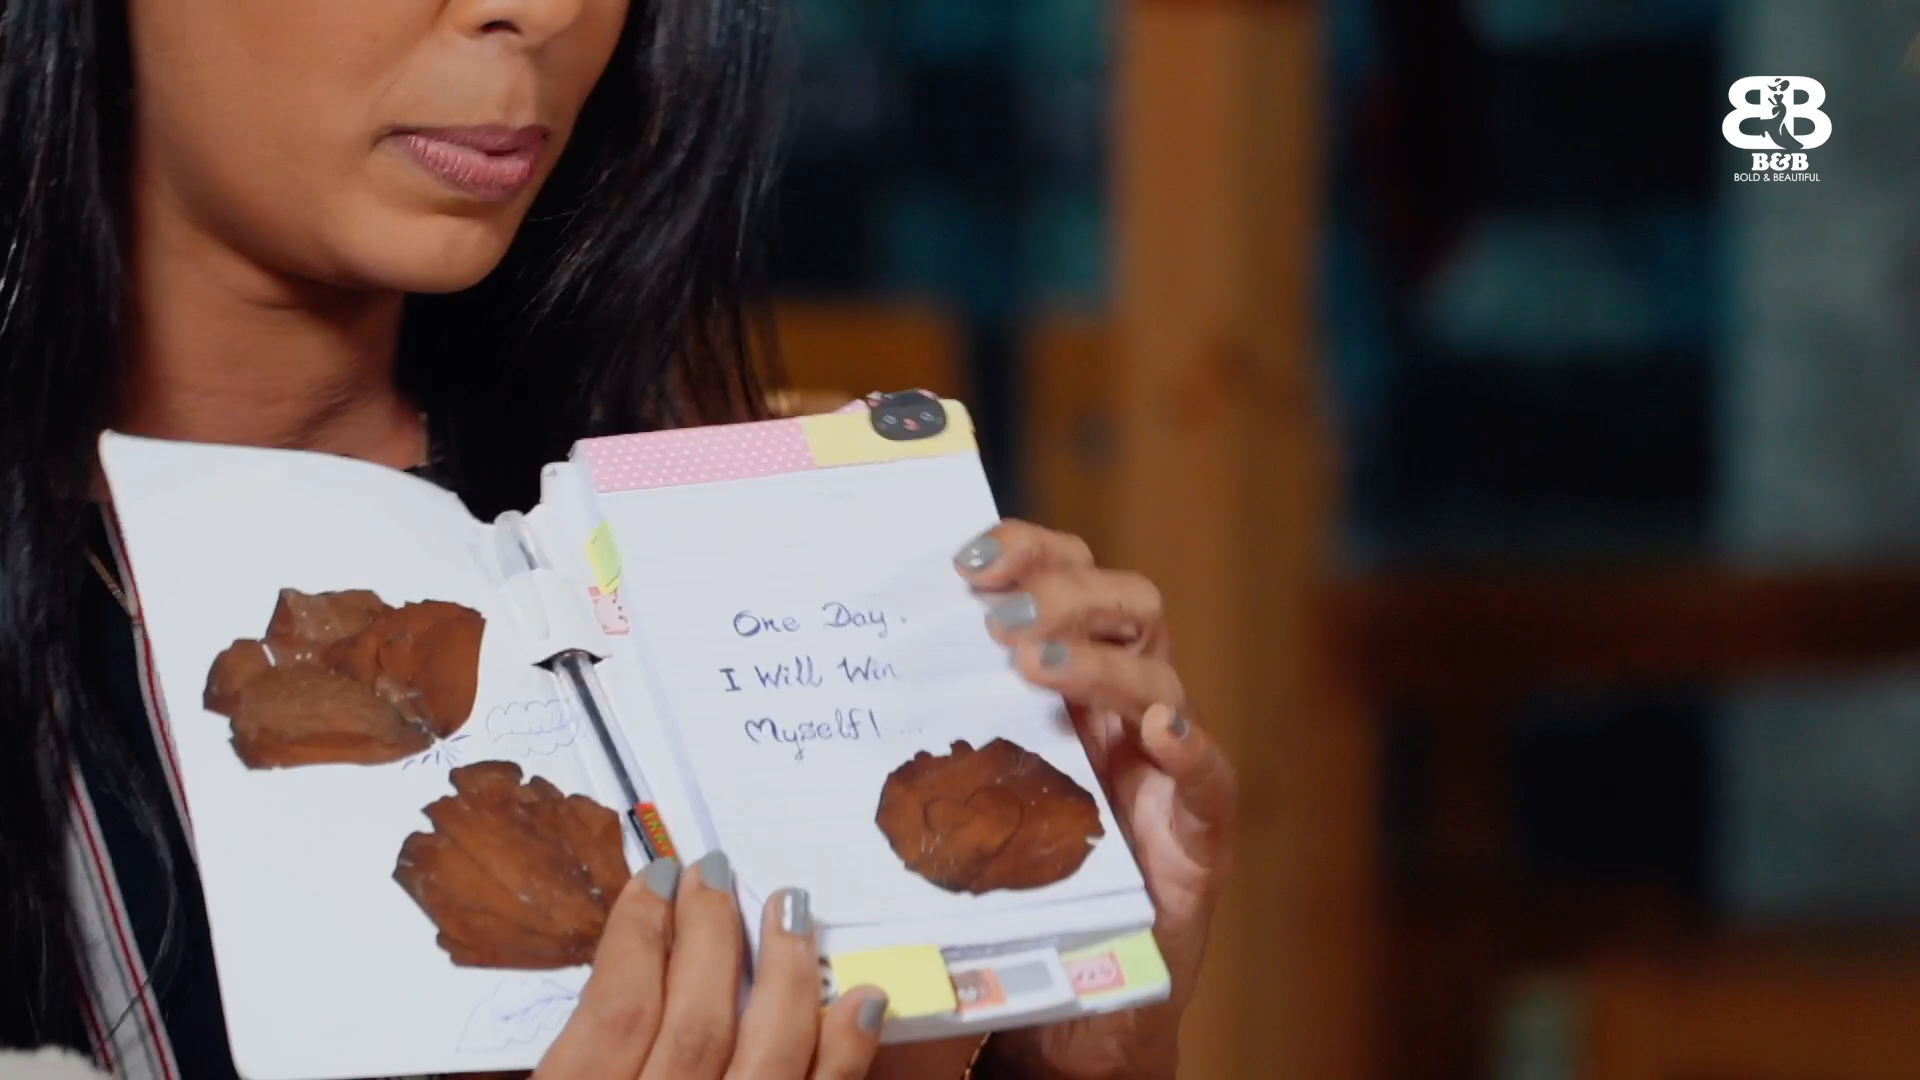 B&B
BOLD & BEAUTIFUL
One Day.
I Will Win
Myself!